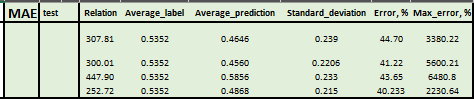 MAE test Relation Average_label Average_prediction Standard_deviation Error, % Max_error, %
307.81 0.5352 0.4646 0.239 44.70 3380.22
300.01 0.5352 0.4560 0.2206 41.22 5600.21
447.90 0.5352 0.5856 0.233 43.65 6480.8
252.72 0.5352 0.4868 0.215 40.233 2230.64